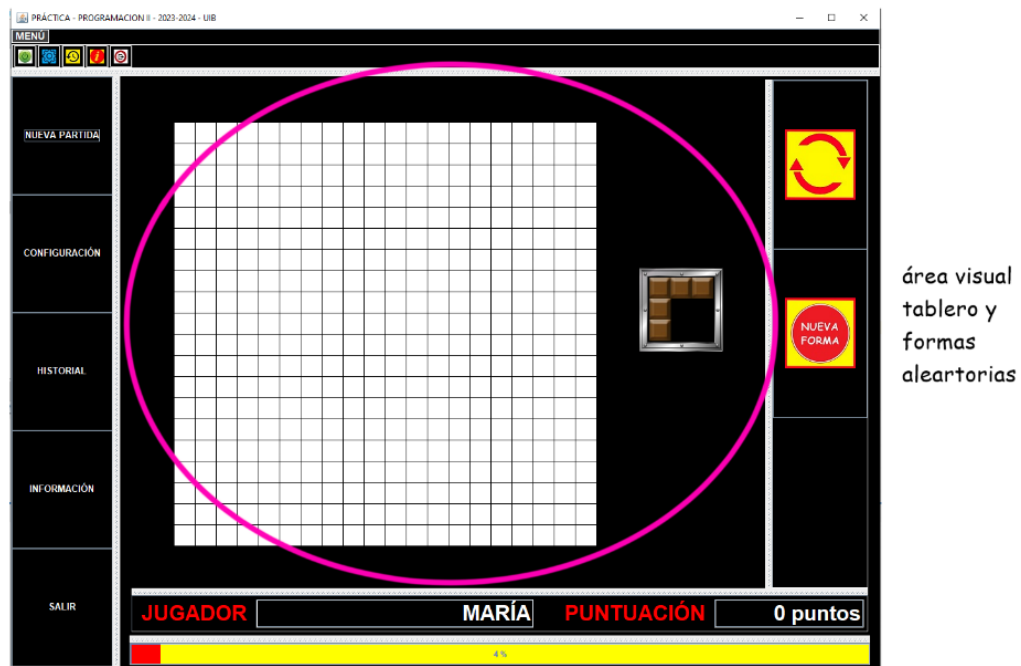 PRÁCTICA - PROGRAMACION II - 2023-2024 - UIB
MENÚ
NUEVA PARTIDA
CONFIGURACIÓN
HISTORIAL
INFORMACIÓN
SALIR
NUEVA
FORMA
área visual
tablero y
formas
aleartorias
JUGADOR MARÍA PUNTUACIÓN 0 puntos
4 %